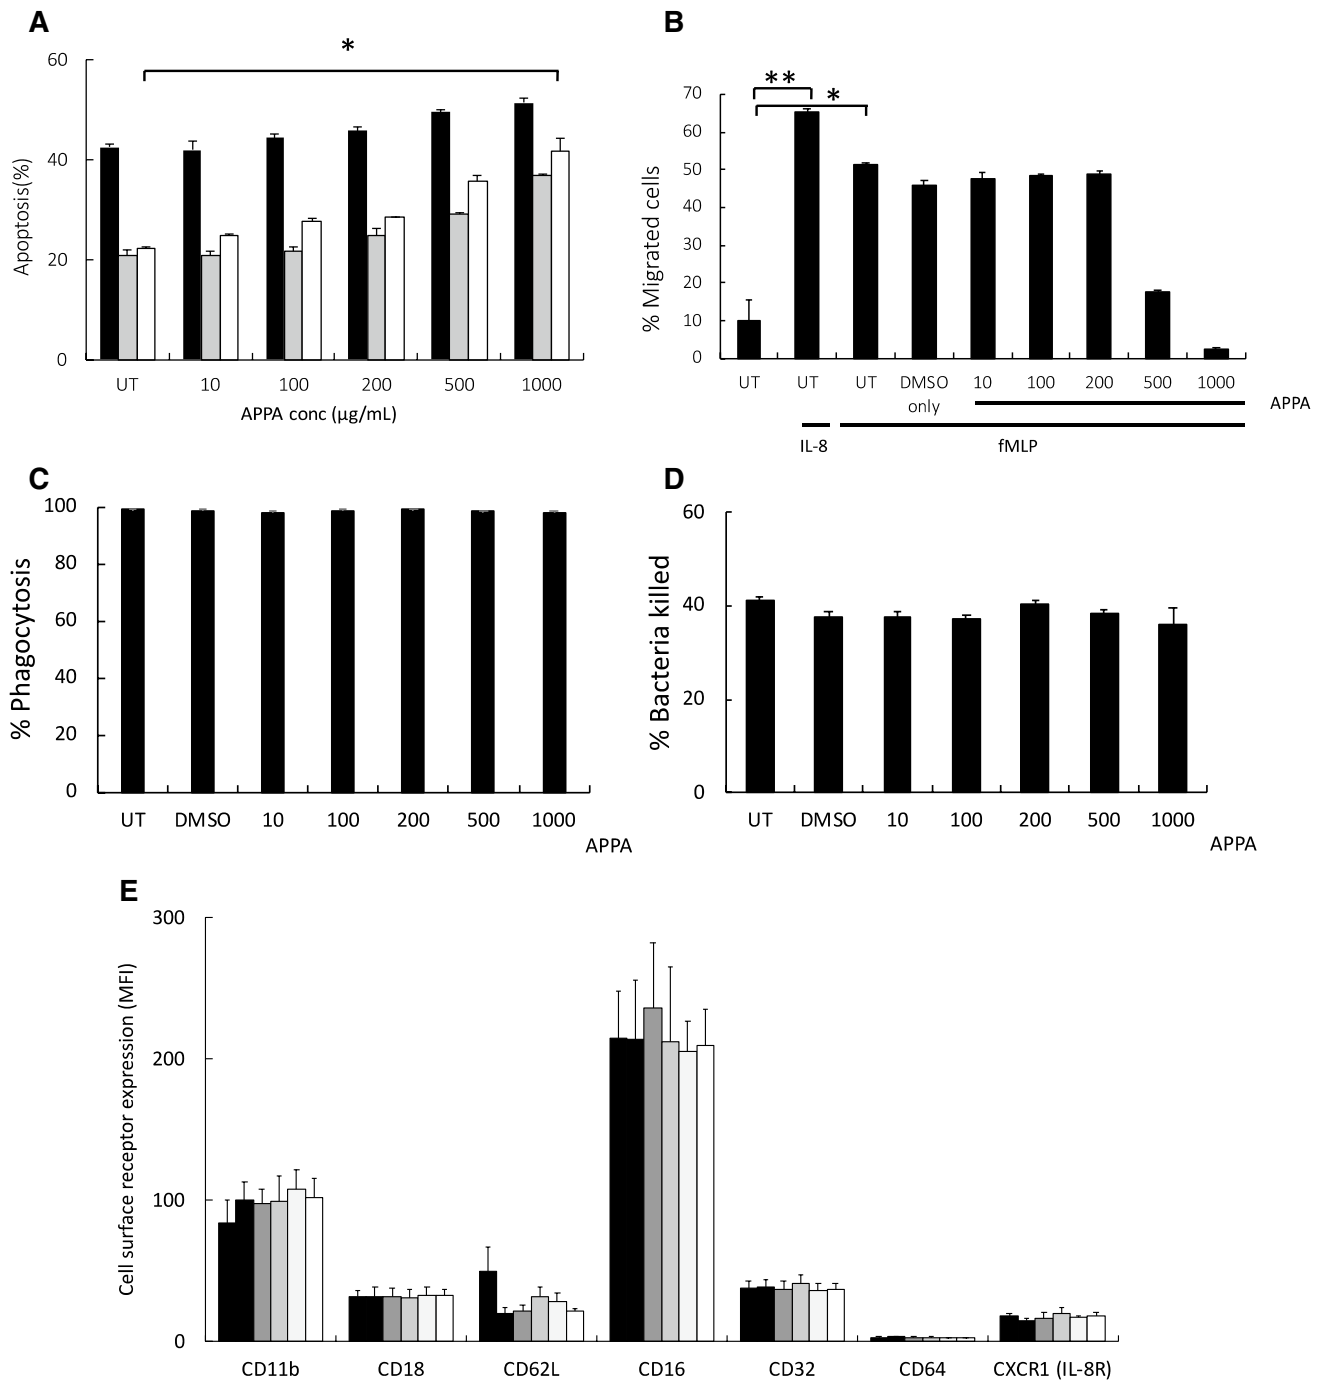 A
*
60
40
20
0
Apoptosis(%)
UT 10 100 200 500 1000
APPA conc (µg/mL)
B
**
*
70
60
50
40
30
20
10
0
% Migrated cells
UT UT UT DMSO only 10 100 200 500 1000
APPA
IL-8 fMLP
C
100
80
60
40
20
0
% Phagocytosis
UT DMSO 10 100 200 500 1000
APPA
D
60
40
20
0
% Bacteria killed
UT DMSO 10 100 200 500 1000
APPA
E
300
200
100
0
Cell surface receptor expression (MFI)
CD11b CD18 CD62L CD16 CD32 CD64 CXCR1 (IL-8R)